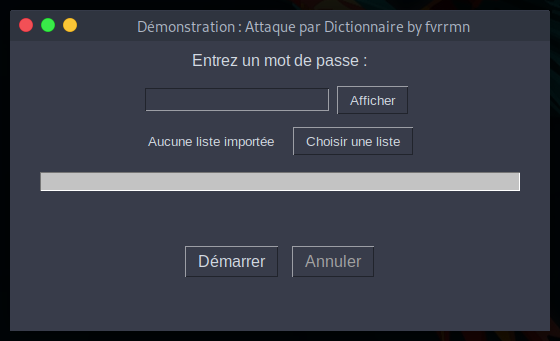 Démonstration : Attaque par Dictionnaire by fvrrmn
Entrez un mot de passe :
Afficher
Aucune liste importée Choisir une liste
Démarrer Annuler